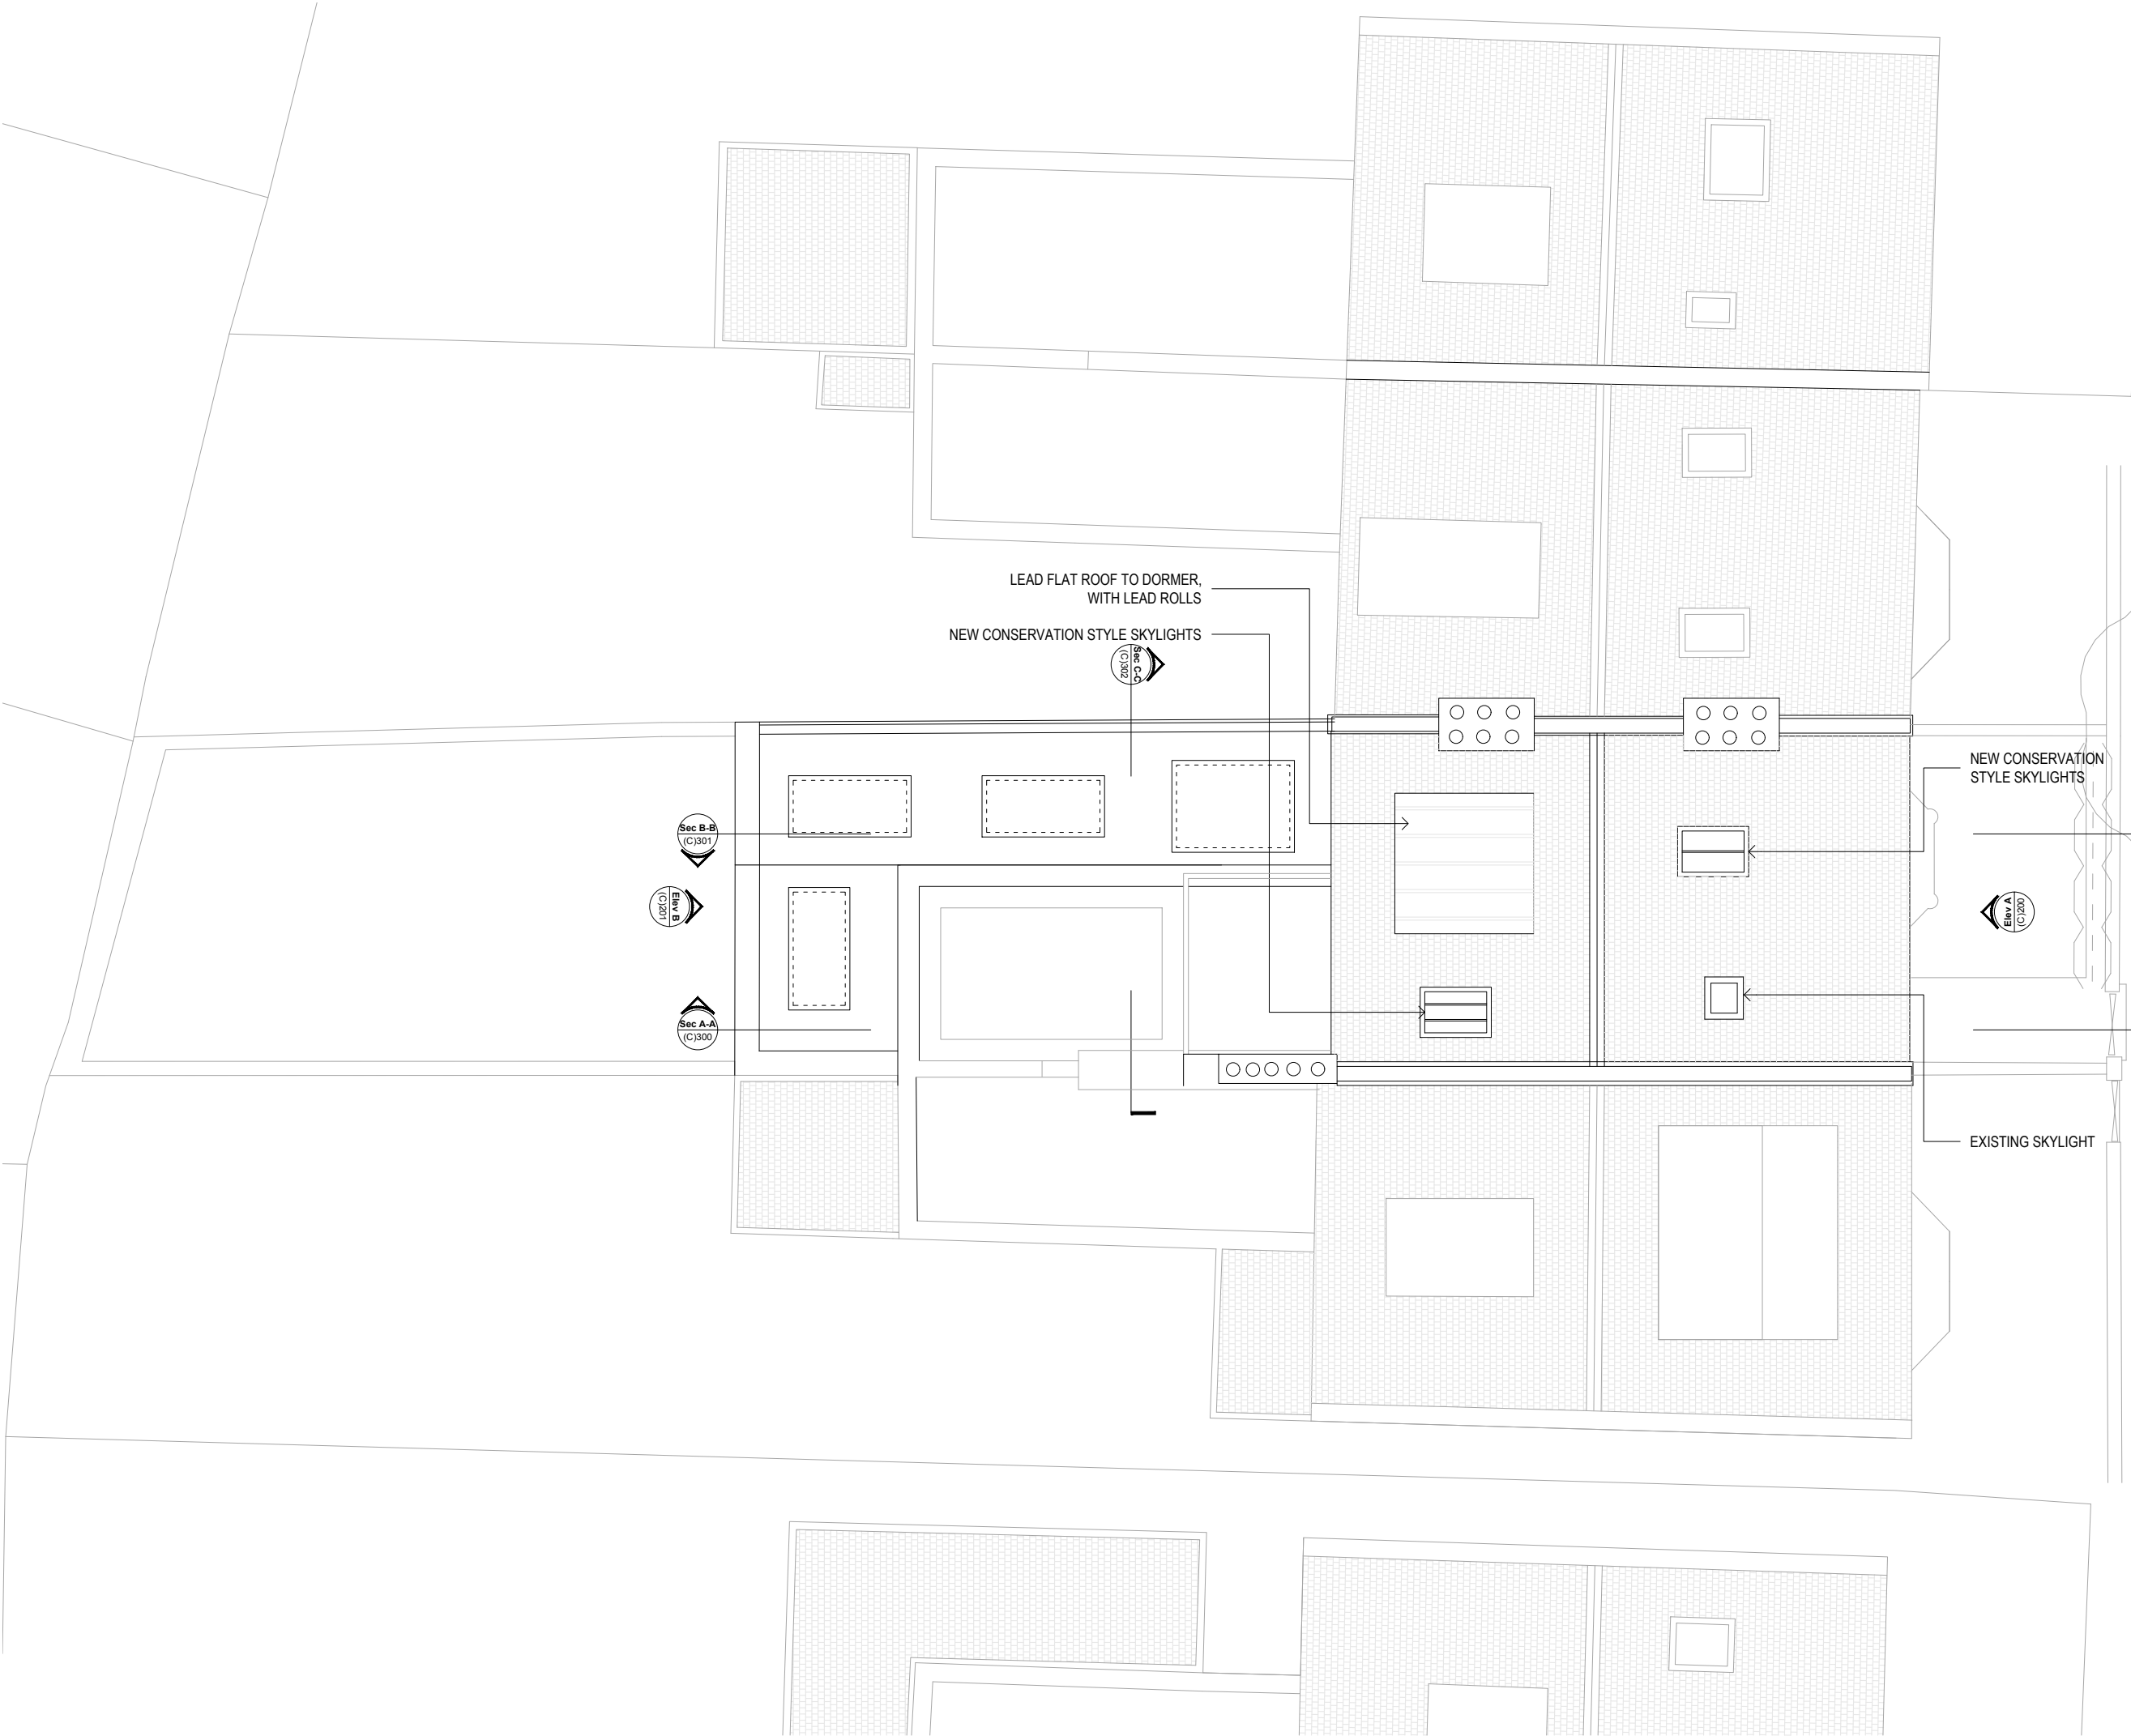 LEAD FLAT ROOF TO DORMER,
WITH LEAD ROLLS
NEW CONSERVATION STYLE SKYLIGHTS
Sec C-C
(C)302
NEW CONSERVATION
STYLE SKYLIGHTS
Sec B-B
(C)301
Elev B
(C)201
Elev A
(C)200
Sec A-A
(C)300
EXISTING SKYLIGHT